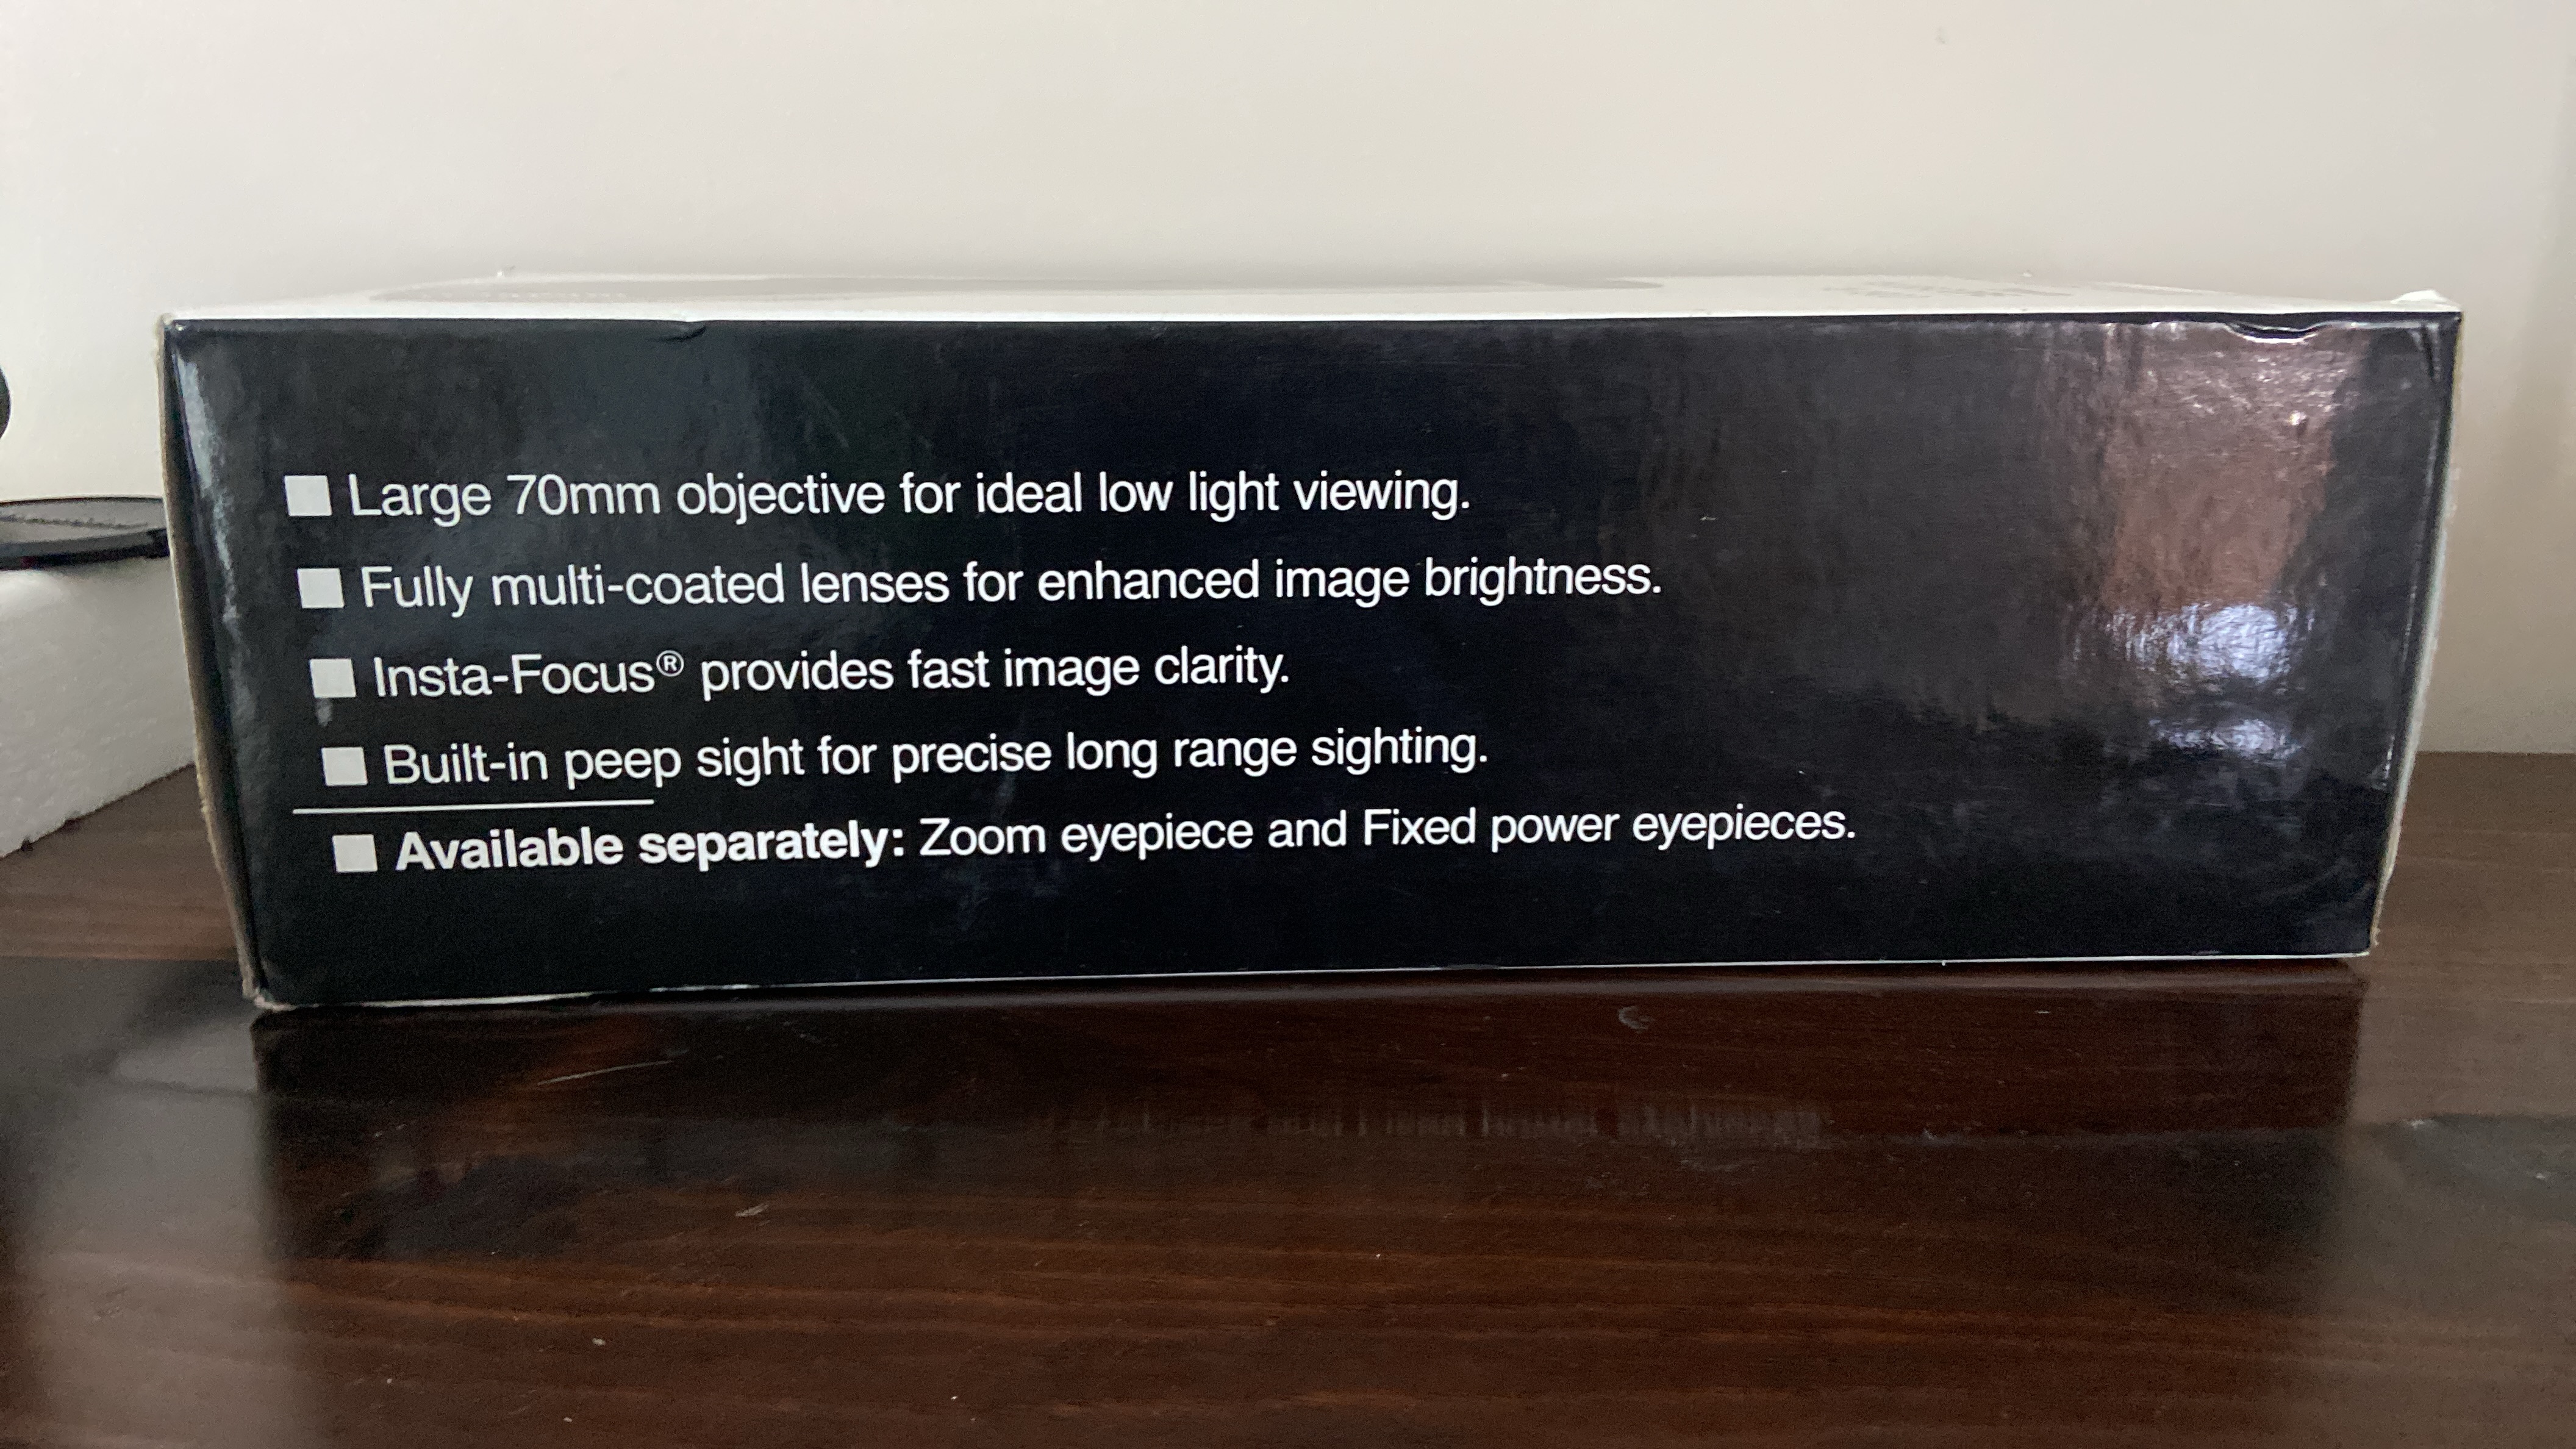 ■ Large 70mm objective for ideal low light viewing.
■ Fully multi-coated lenses for enhanced image brightness.
■ Insta-Focus® provides fast image clarity.
■ Built-in peep sight for precise long range sighting.
■ Available separately: Zoom eyepiece and Fixed power eyepieces.